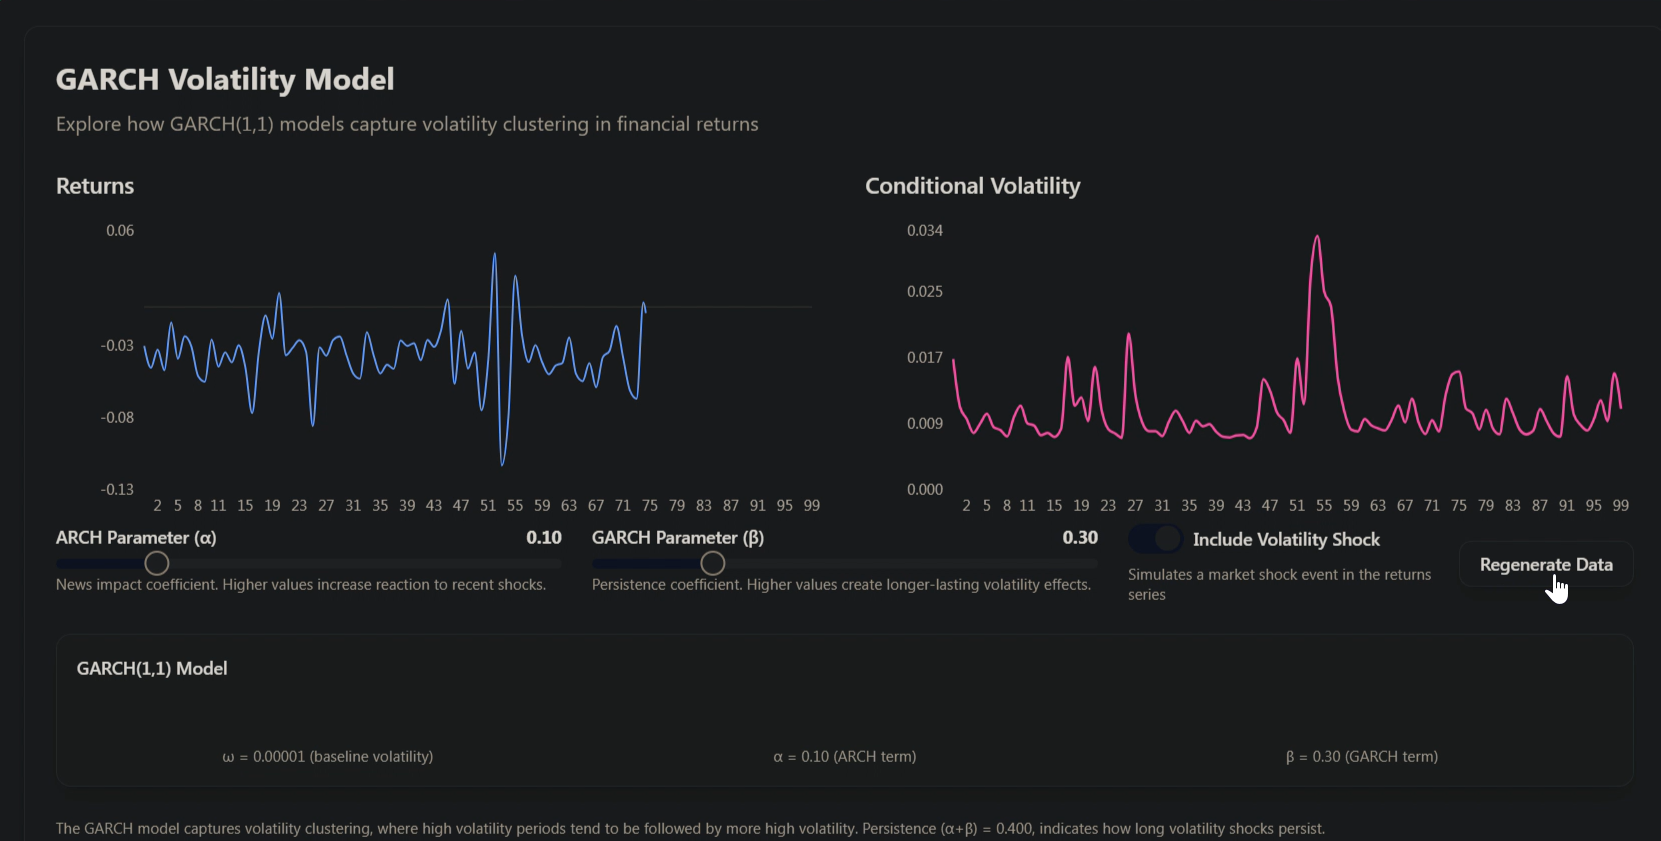 GARCH Volatility Model
Explore how GARCH(1,1) models capture volatility clustering in financial returns
Returns
0.06
-0.03
-0.08
-0.13
2 5 8 11 15 19 23 27 31 35 39 43 47 51 55 59 63 67 71 75 79 83 87 91 95 99
Conditional Volatility
0.034
0.025
0.017
0.009
0.000
2 5 8 11 15 19 23 27 31 35 39 43 47 51 55 59 63 67 71 75 79 83 87 91 95 99
ARCH Parameter (α) 0.10
News impact coefficient. Higher values increase reaction to recent shocks.
GARCH Parameter (β) 0.30
Persistence coefficient. Higher values create longer-lasting volatility effects.
Include Volatility Shock
Simulates a market shock event in the returns
series
Regenerate Data
GARCH(1,1) Model
ω = 0.00001 (baseline volatility)
α = 0.10 (ARCH term)
β = 0.30 (GARCH term)
The GARCH model captures volatility clustering, where high volatility periods tend to be followed by more high volatility. Persistence (α+β) = 0.400, indicates how long volatility shocks persist.